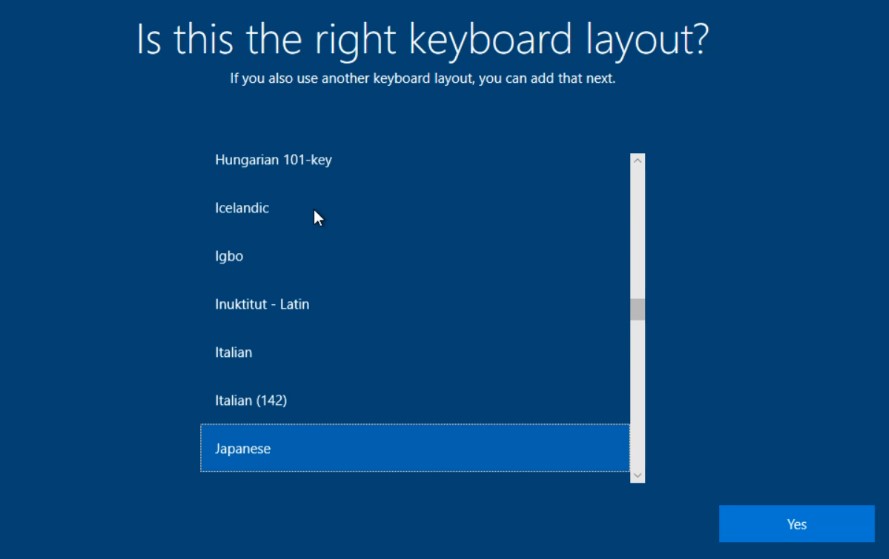 Is this the right keyboard layout?
If you also use another keyboard layout, you can add that next.
Hungarian 101-key
Icelandic
Igbo
Inuktitut - Latin
Italian
Italian (142)
Japanese
Yes